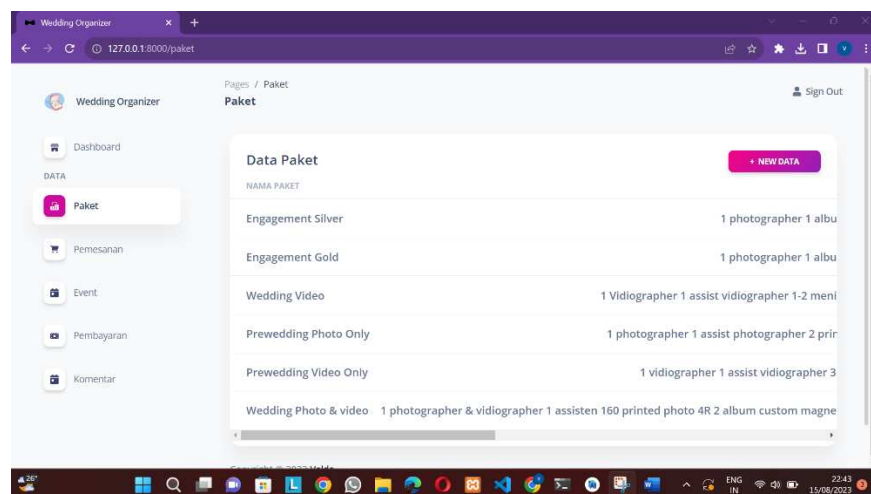 Wedding Organizer
127.0.0.1:8000/paket
Wedding Organizer
Pages / Paket
Paket
Sign Out
Dashboard
DATA
Paket
Pemesanan
Event
Pembayaran
Komentar
Data Paket
+ NEW DATA
NAMA PAKET
Engagement Silver 1 photographer 1 albu
Engagement Gold 1 photographer 1 albu
Wedding Video 1 Vidiographer 1 assist vidiographer 1-2 meni
Prewedding Photo Only 1 photographer 1 assist photographer 2 prin
Prewedding Video Only 1 vidiographer 1 assist vidiographer 3
Wedding Photo & video 1 photographer & vidiographer 1 assisten 160 printed photo 4R 2 album custom magne
26°
ENG
IN
22:43
15/08/2023